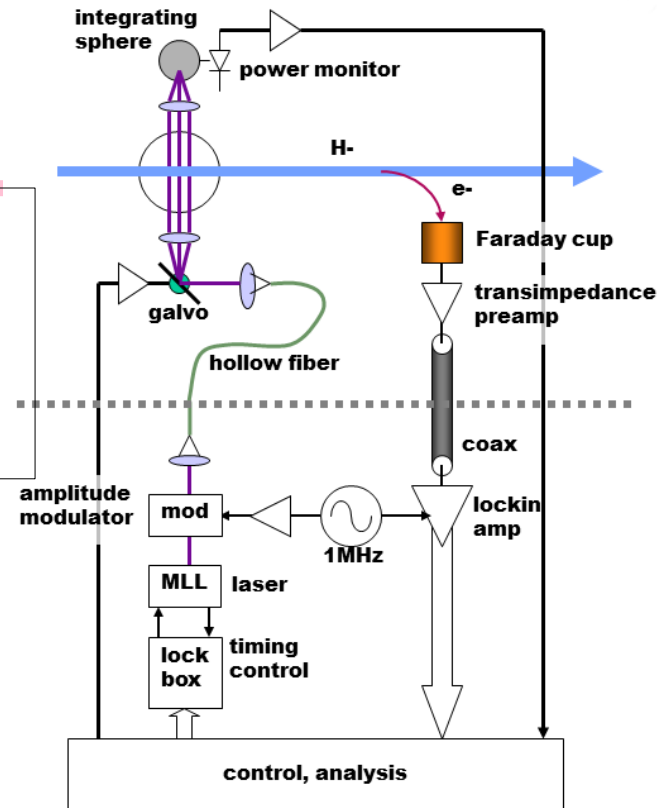 integrating
sphere
power monitor
H-
e-
Faraday cup
transimpedance
preamp
galvo
hollow fiber
coax
amplitude
modulator
mod
lockin
amp
1MHz
MLL
laser
lock
box
timing
control
control, analysis